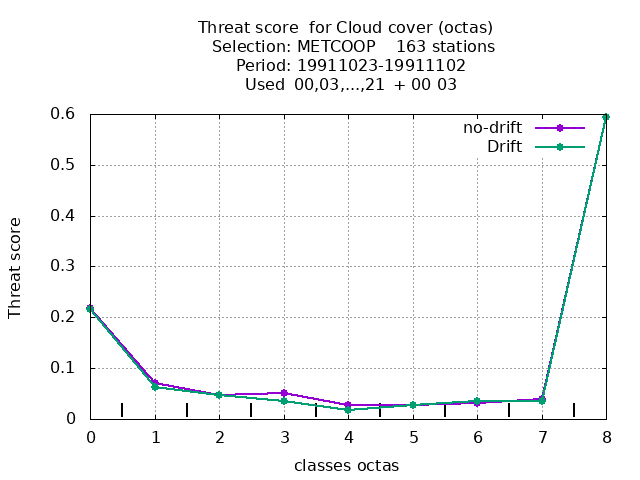 Threat score  for Cloud cover (octas)
Selection: METCOOP    163 stations
Period: 19911023-19911102
Used  00,03,...,21  + 00 03
no-drift
Drift
0.6
0.5
0.4
0.3
0.2
0.1
0
Threat score
0 1 2 3 4 5 6 7 8
classes octas